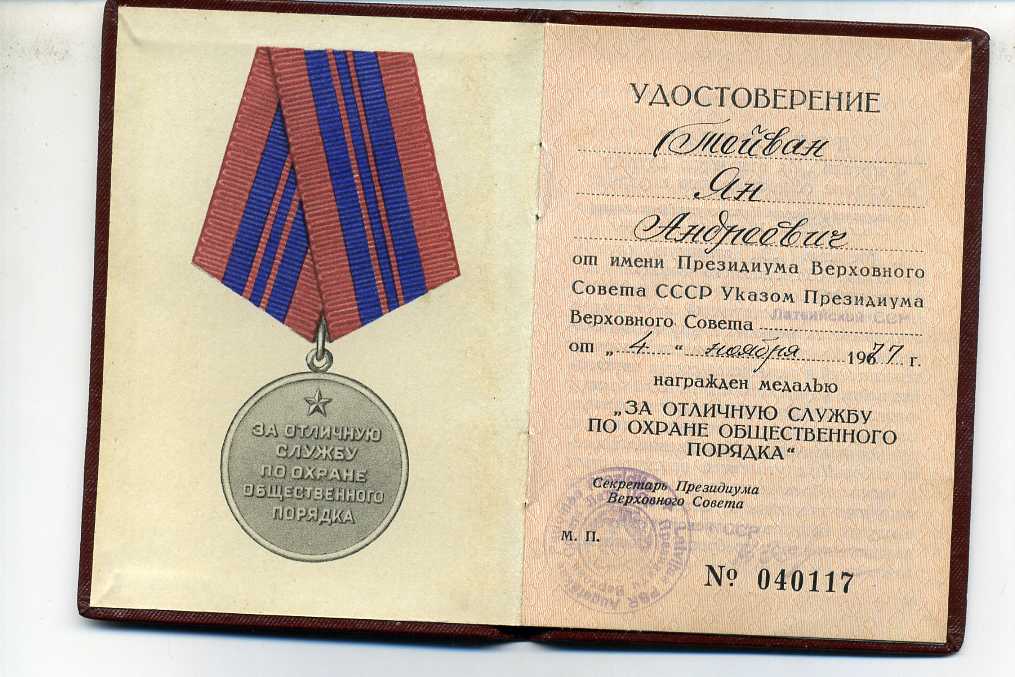 ЗА ОТЛИЧНУЮ
СЛУЖБУ
ПО ОХРАНЕ
ОБЩЕСТВЕННОГО
ПОРЯДКА
УДОСТОВЕРЕНИЕ
Ян
Андреевич
от имени Президиума Верховного
Совета СССР Указом Президиума
Латвийской ССР
Верховного Совета
от „ 4 “ ноября 1977 г.
награжден медалью
„ЗА ОТЛИЧНУЮ СЛУЖБУ
ПО ОХРАНЕ ОБЩЕСТВЕННОГО
ПОРЯДКА“
Секретарь Президиума
Верховного Совета
М. П.
№ 040117